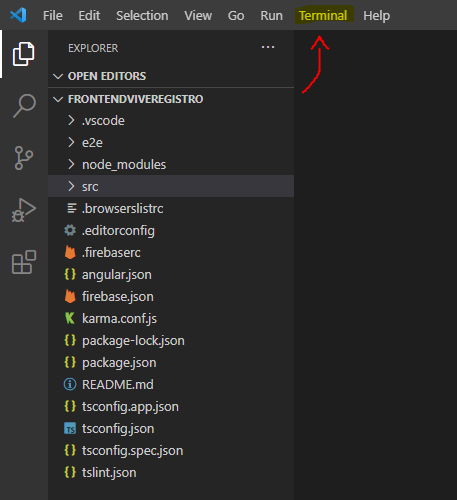 File Edit Selection View Go Run Terminal Help
EXPLORER
OPEN EDITORS
FRONTENDVIVEREGISTRO
.vscode
e2e
node_modules
src
.browserslistrc
.editorconfig
.firebaserc
{ } angular.json
firebase.json
karma.conf.js
{ } package-lock.json
{ } package.json
README.md
{ } tsconfig.app.json
TS tsconfig.json
{ } tsconfig.spec.json
{ } tslint.json